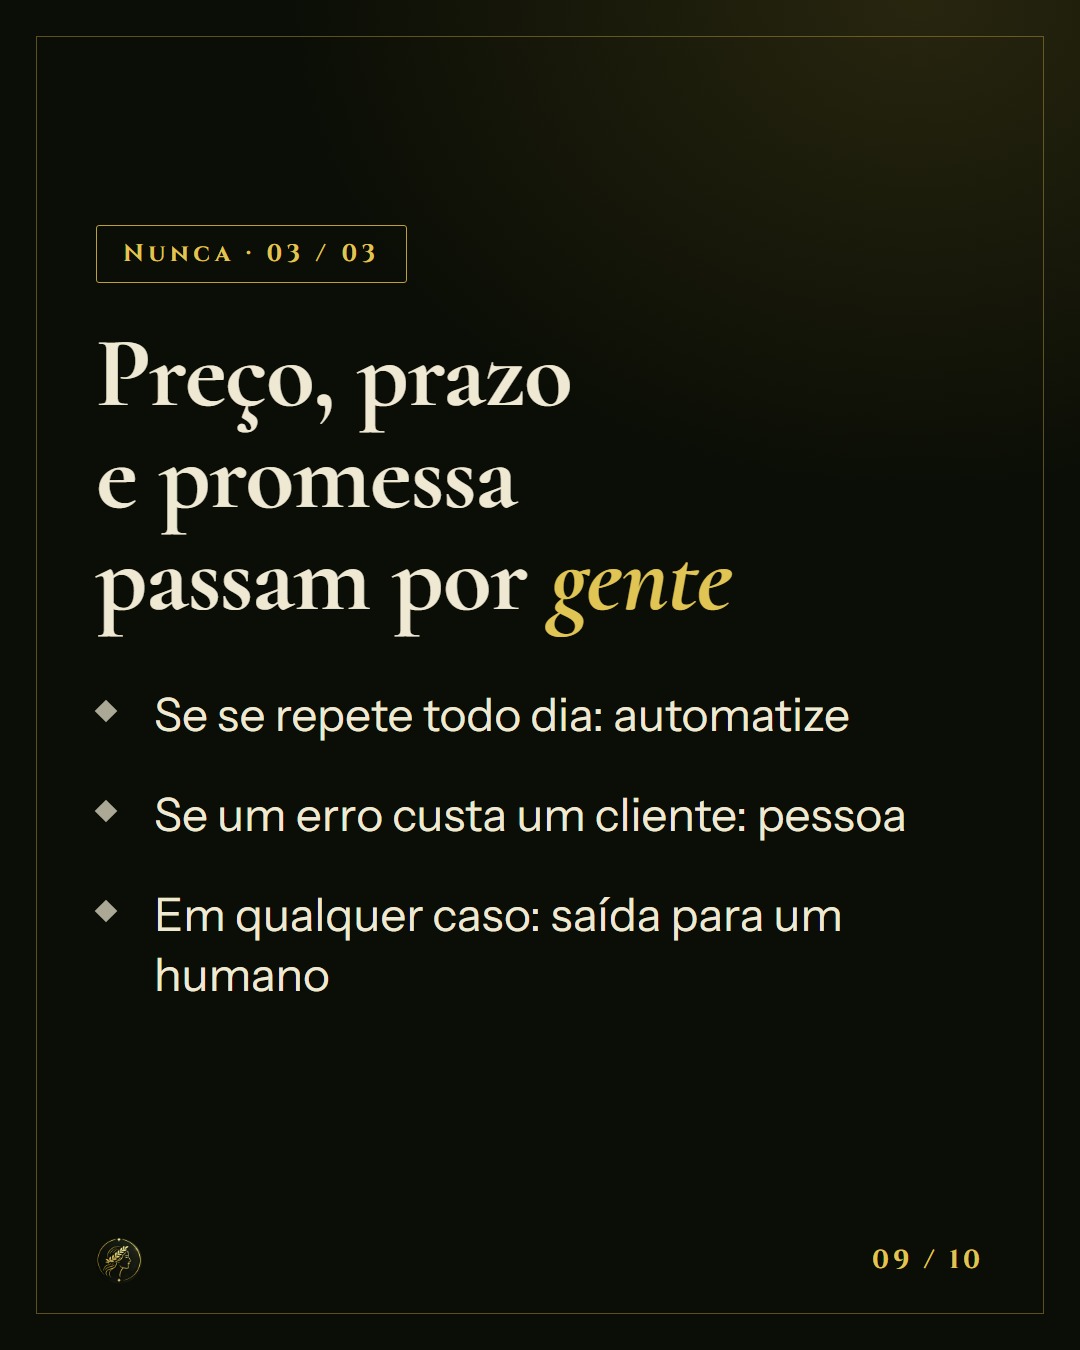 Nunca · 03 / 03
Preço, prazo
e promessa
passam por gente
Se se repete todo dia: automatize
Se um erro custa um cliente: pessoa
Em qualquer caso: saída para um
humano
09 / 10